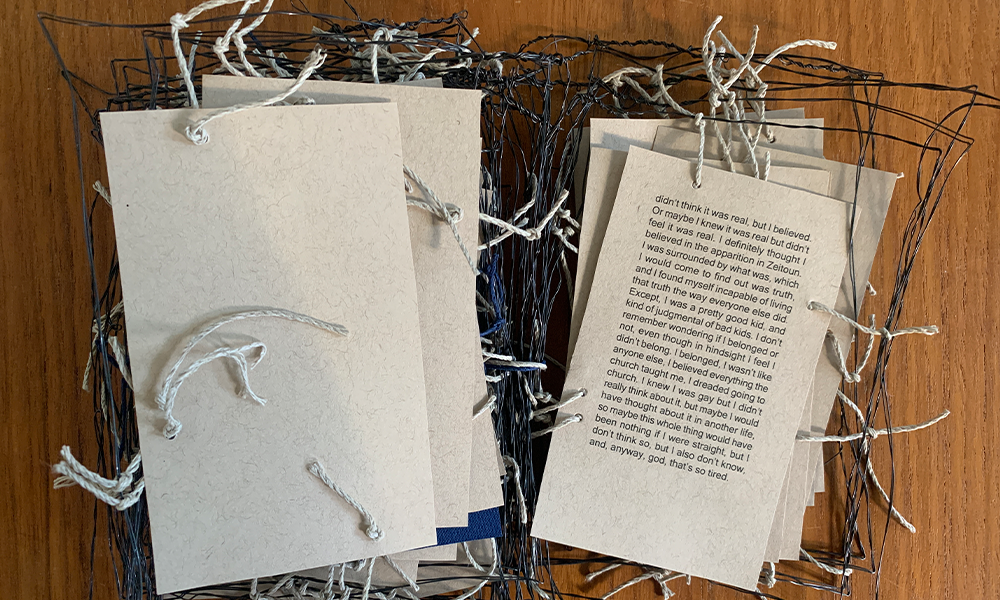 didn't think it was real, but I believed.
Or maybe I knew it was real but didn't
feel it was real. I definitely thought I
believed in the apparition in Zeitoun.
I was surrounded by what was, which
I would come to find out was truth,
and I found myself incapable of living
that truth the way everyone else did.
Except, I was a pretty good kid, and
kind of judgmental of bad kids. I don't
remember wondering if I belonged or
not, even though in hindsight I feel I
didn't belong. I belonged. I wasn't like
anyone else, I believed everything the
church taught me, I dreaded going to
church. I knew I was gay but I didn't
really think about it, but maybe I would
have thought about it in another life,
so maybe this whole thing would have
been nothing if I were straight, but I
don't think so, but I also don't know,
and, anyway, god, that's so tired.